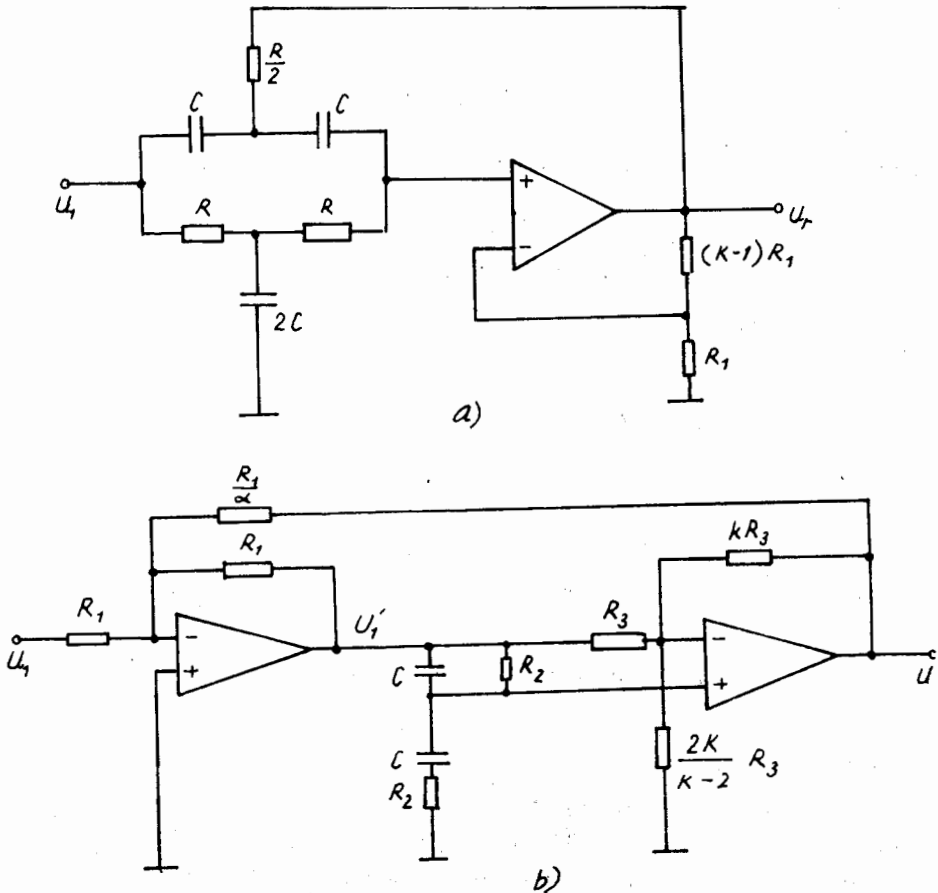 R/2
C
C
U₁
R
R
2C
+
−
Uᵣ
(K-1)R₁
R₁
a)
R₁/α
R₁
R₁
U₁
−
+
U₁′
C
R₂
C
R₂
R₃
kR₃
−
+
U
2K/K-2 R₃
b)